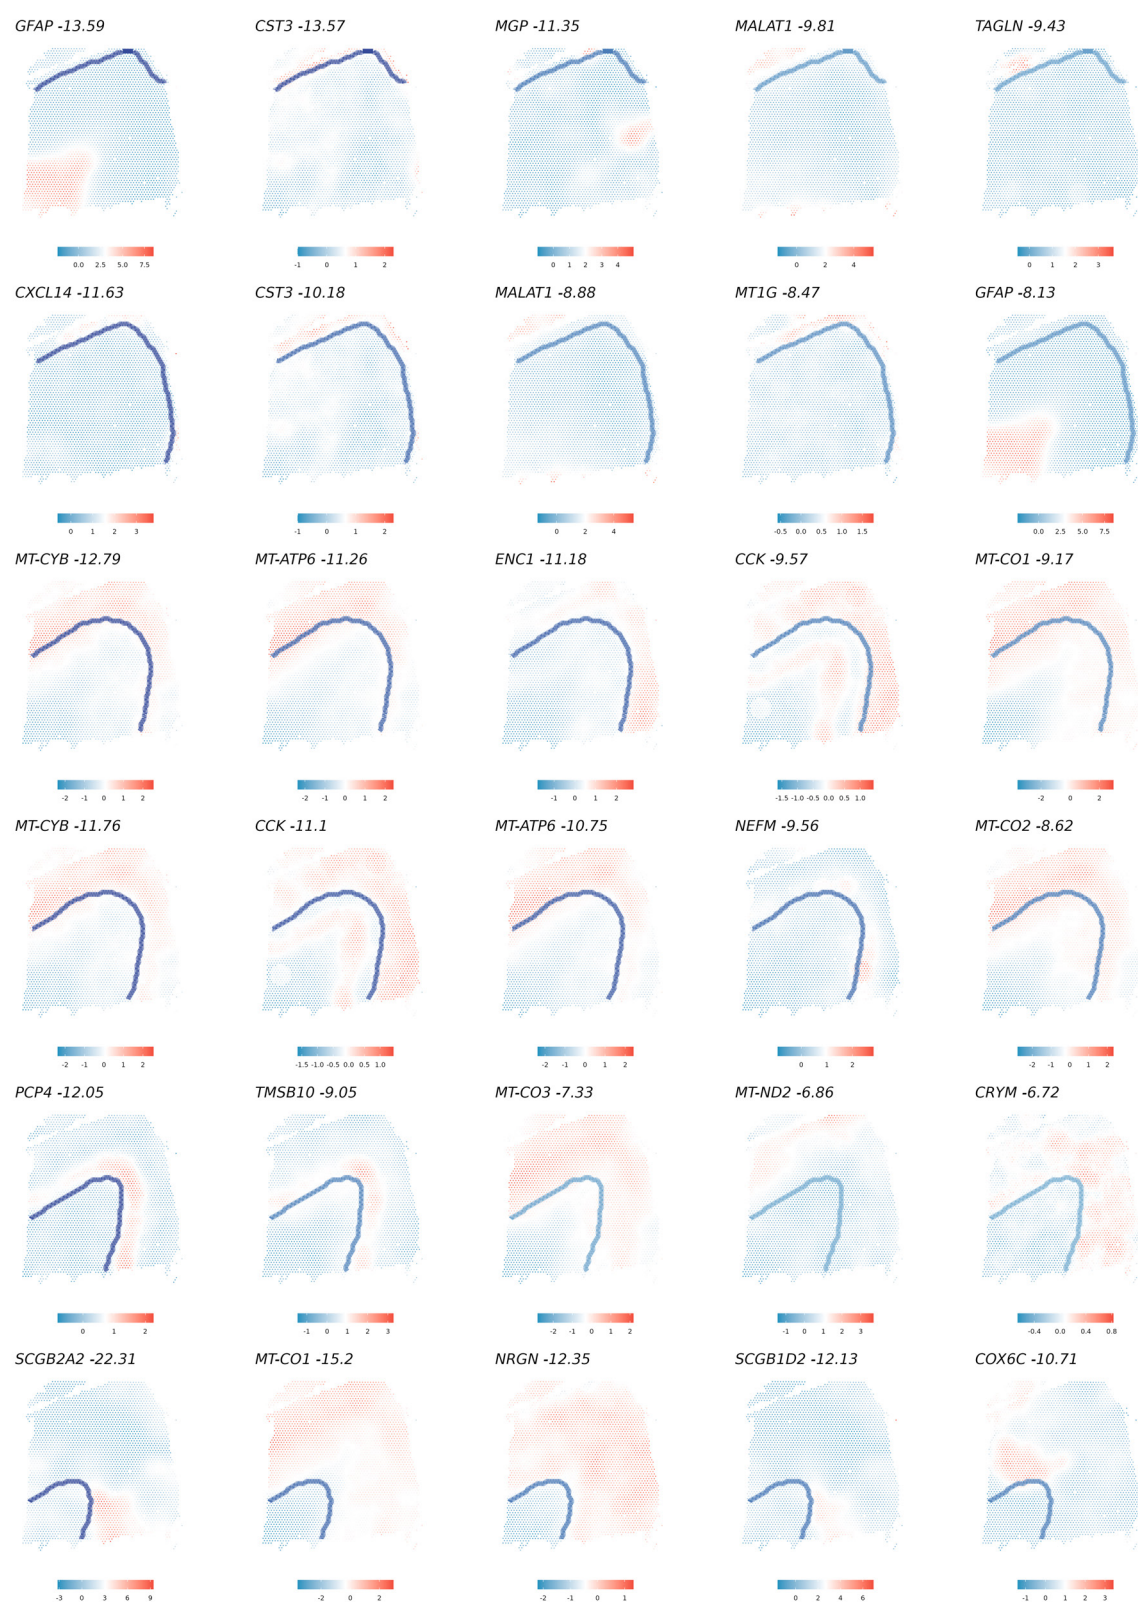 GFAP -13.59 CST3 -13.57 MGP -11.35 MALAT1 -9.81 TAGLN -9.43
0.0 2.5 5.0 7.5 -1 0 1 2 0 1 2 3 4 0 2 4 0 1 2 3
CXCL14 -11.63 CST3 -10.18 MALAT1 -8.88 MT1G -8.47 GFAP -8.13
0 1 2 3 -1 0 1 2 0 2 4 -0.5 0.0 0.5 1.0 1.5 0.0 2.5 5.0 7.5
MT-CYB -12.79 MT-ATP6 -11.26 ENC1 -11.18 CCK -9.57 MT-CO1 -9.17
-2 -1 0 1 2 -2 -1 0 1 2 -1 0 1 2 -1.5 -1.0 -0.5 0.0 0.5 1.0 -2 0 2
MT-CYB -11.76 CCK -11.1 MT-ATP6 -10.75 NEFM -9.56 MT-CO2 -8.62
-2 -1 0 1 2 -1.5 -1.0 -0.5 0.0 0.5 1.0 -2 -1 0 1 2 0 1 2 -2 -1 0 1 2
PCP4 -12.05 TMSB10 -9.05 MT-CO3 -7.33 MT-ND2 -6.86 CRYM -6.72
0 1 2 -1 0 1 2 3 -2 -1 0 1 2 -1 0 1 2 3 -0.4 0.0 0.4 0.8
SCGB2A2 -22.31 MT-CO1 -15.2 NRGN -12.35 SCGB1D2 -12.13 COX6C -10.71
-3 0 3 6 9 -2 0 2 -2 -1 0 1 0 2 4 6 -1 0 1 2 3